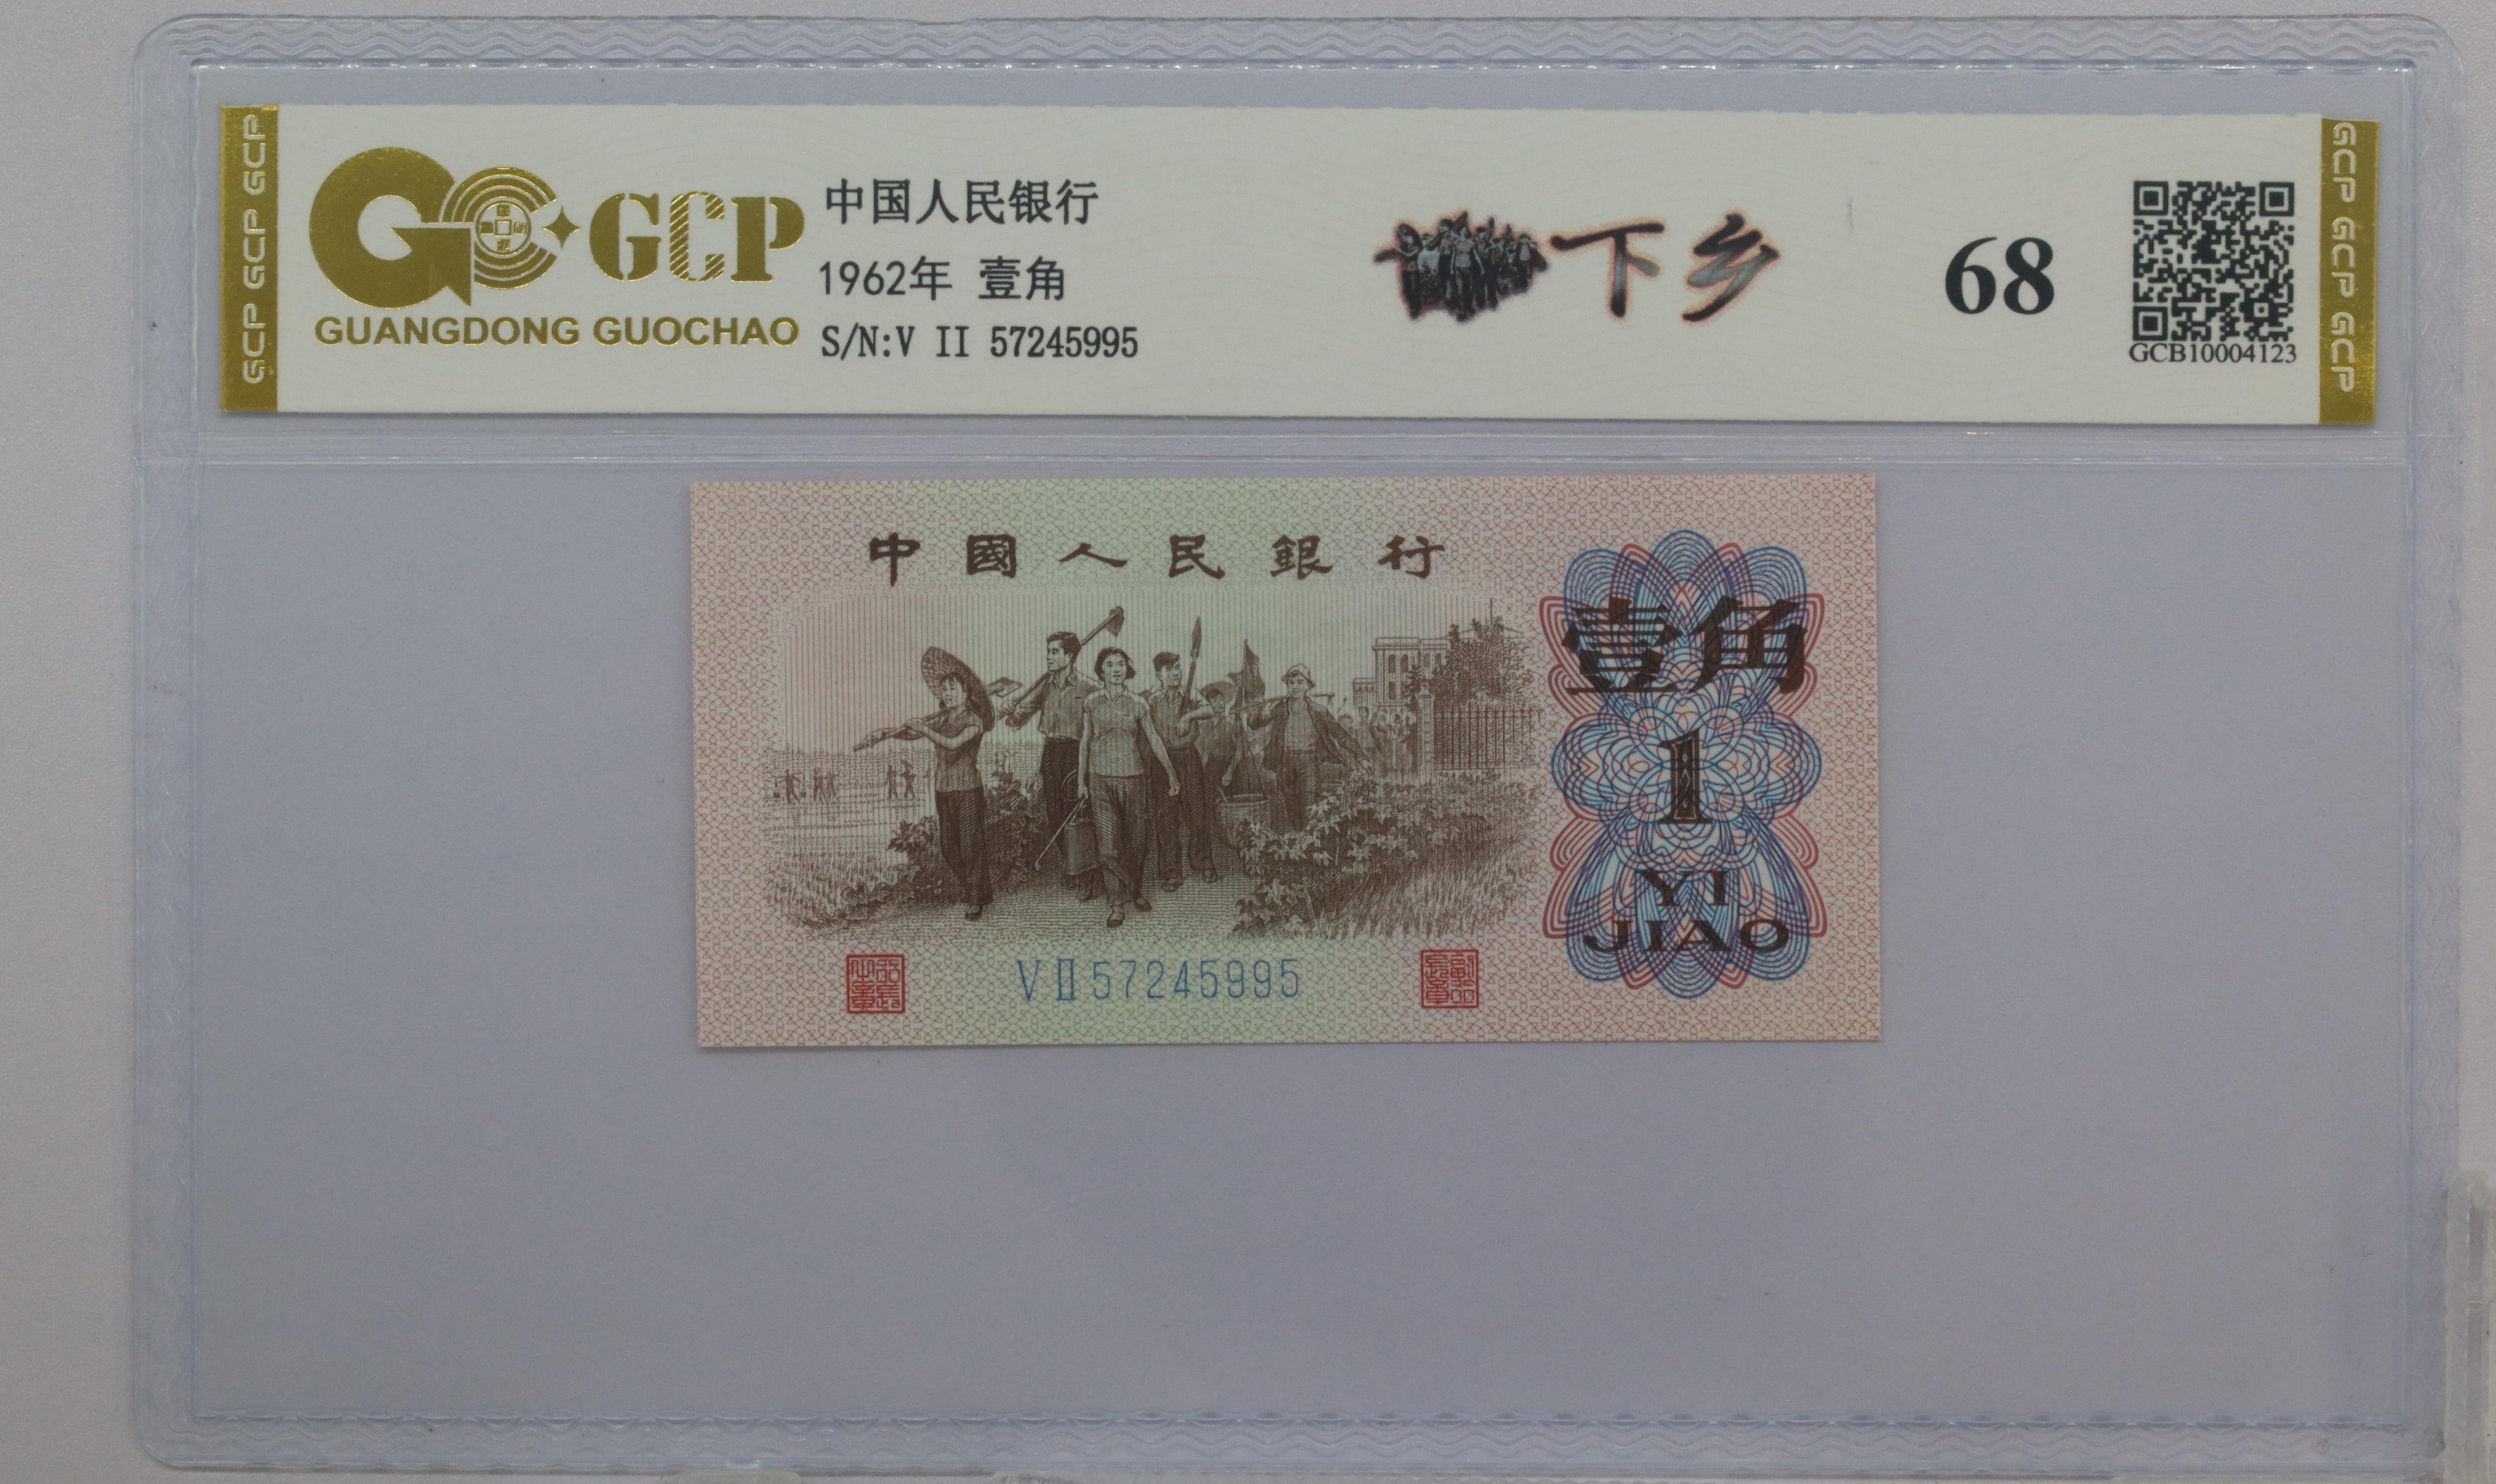 GCP GCP GCP
GCP
GUANGDONG GUOCHAO
中国人民银行
1962年 壹角
S/N:V II 57245995
下乡
68
GCB10004123
GCP GCP GCP
中國人民銀行
壹角
1
YI
JIAO
V II 57245995